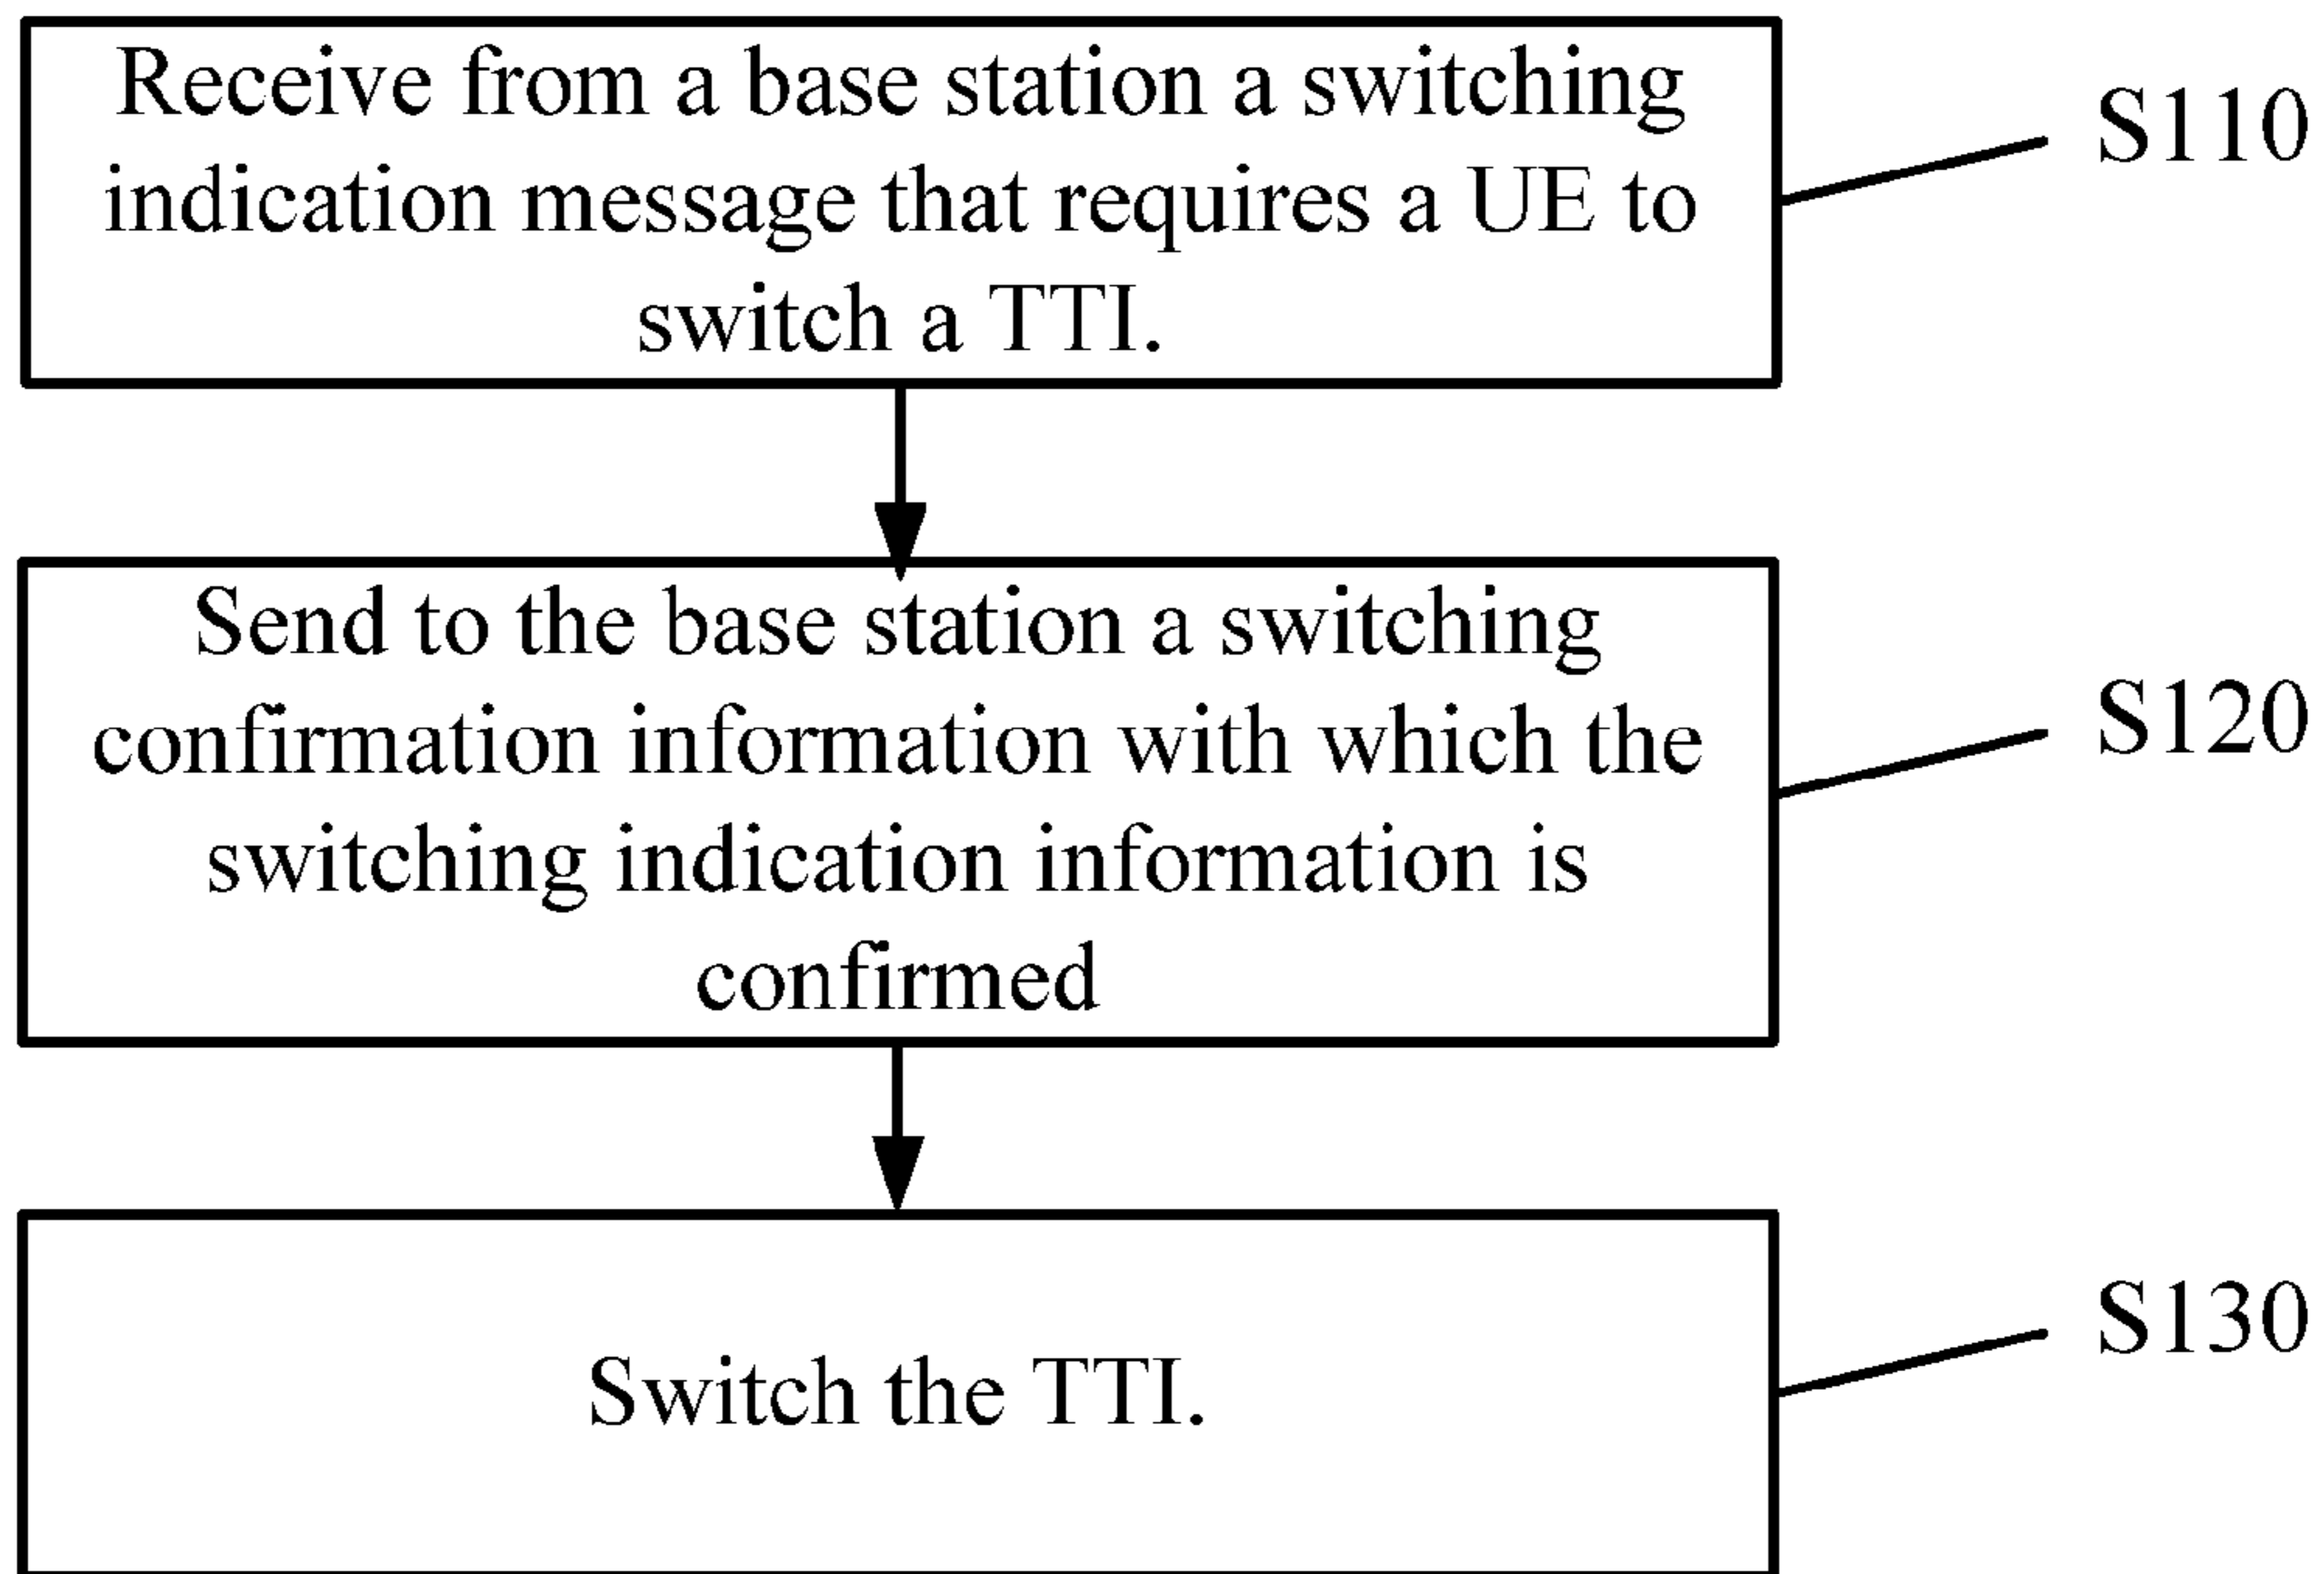 Receive from a base station a switching
indication message that requires a UE to
switch a TTI.
S110
Send to the base station a switching
confirmation information with which the
switching indication information is
confirmed
S120
Switch the TTI.
S130